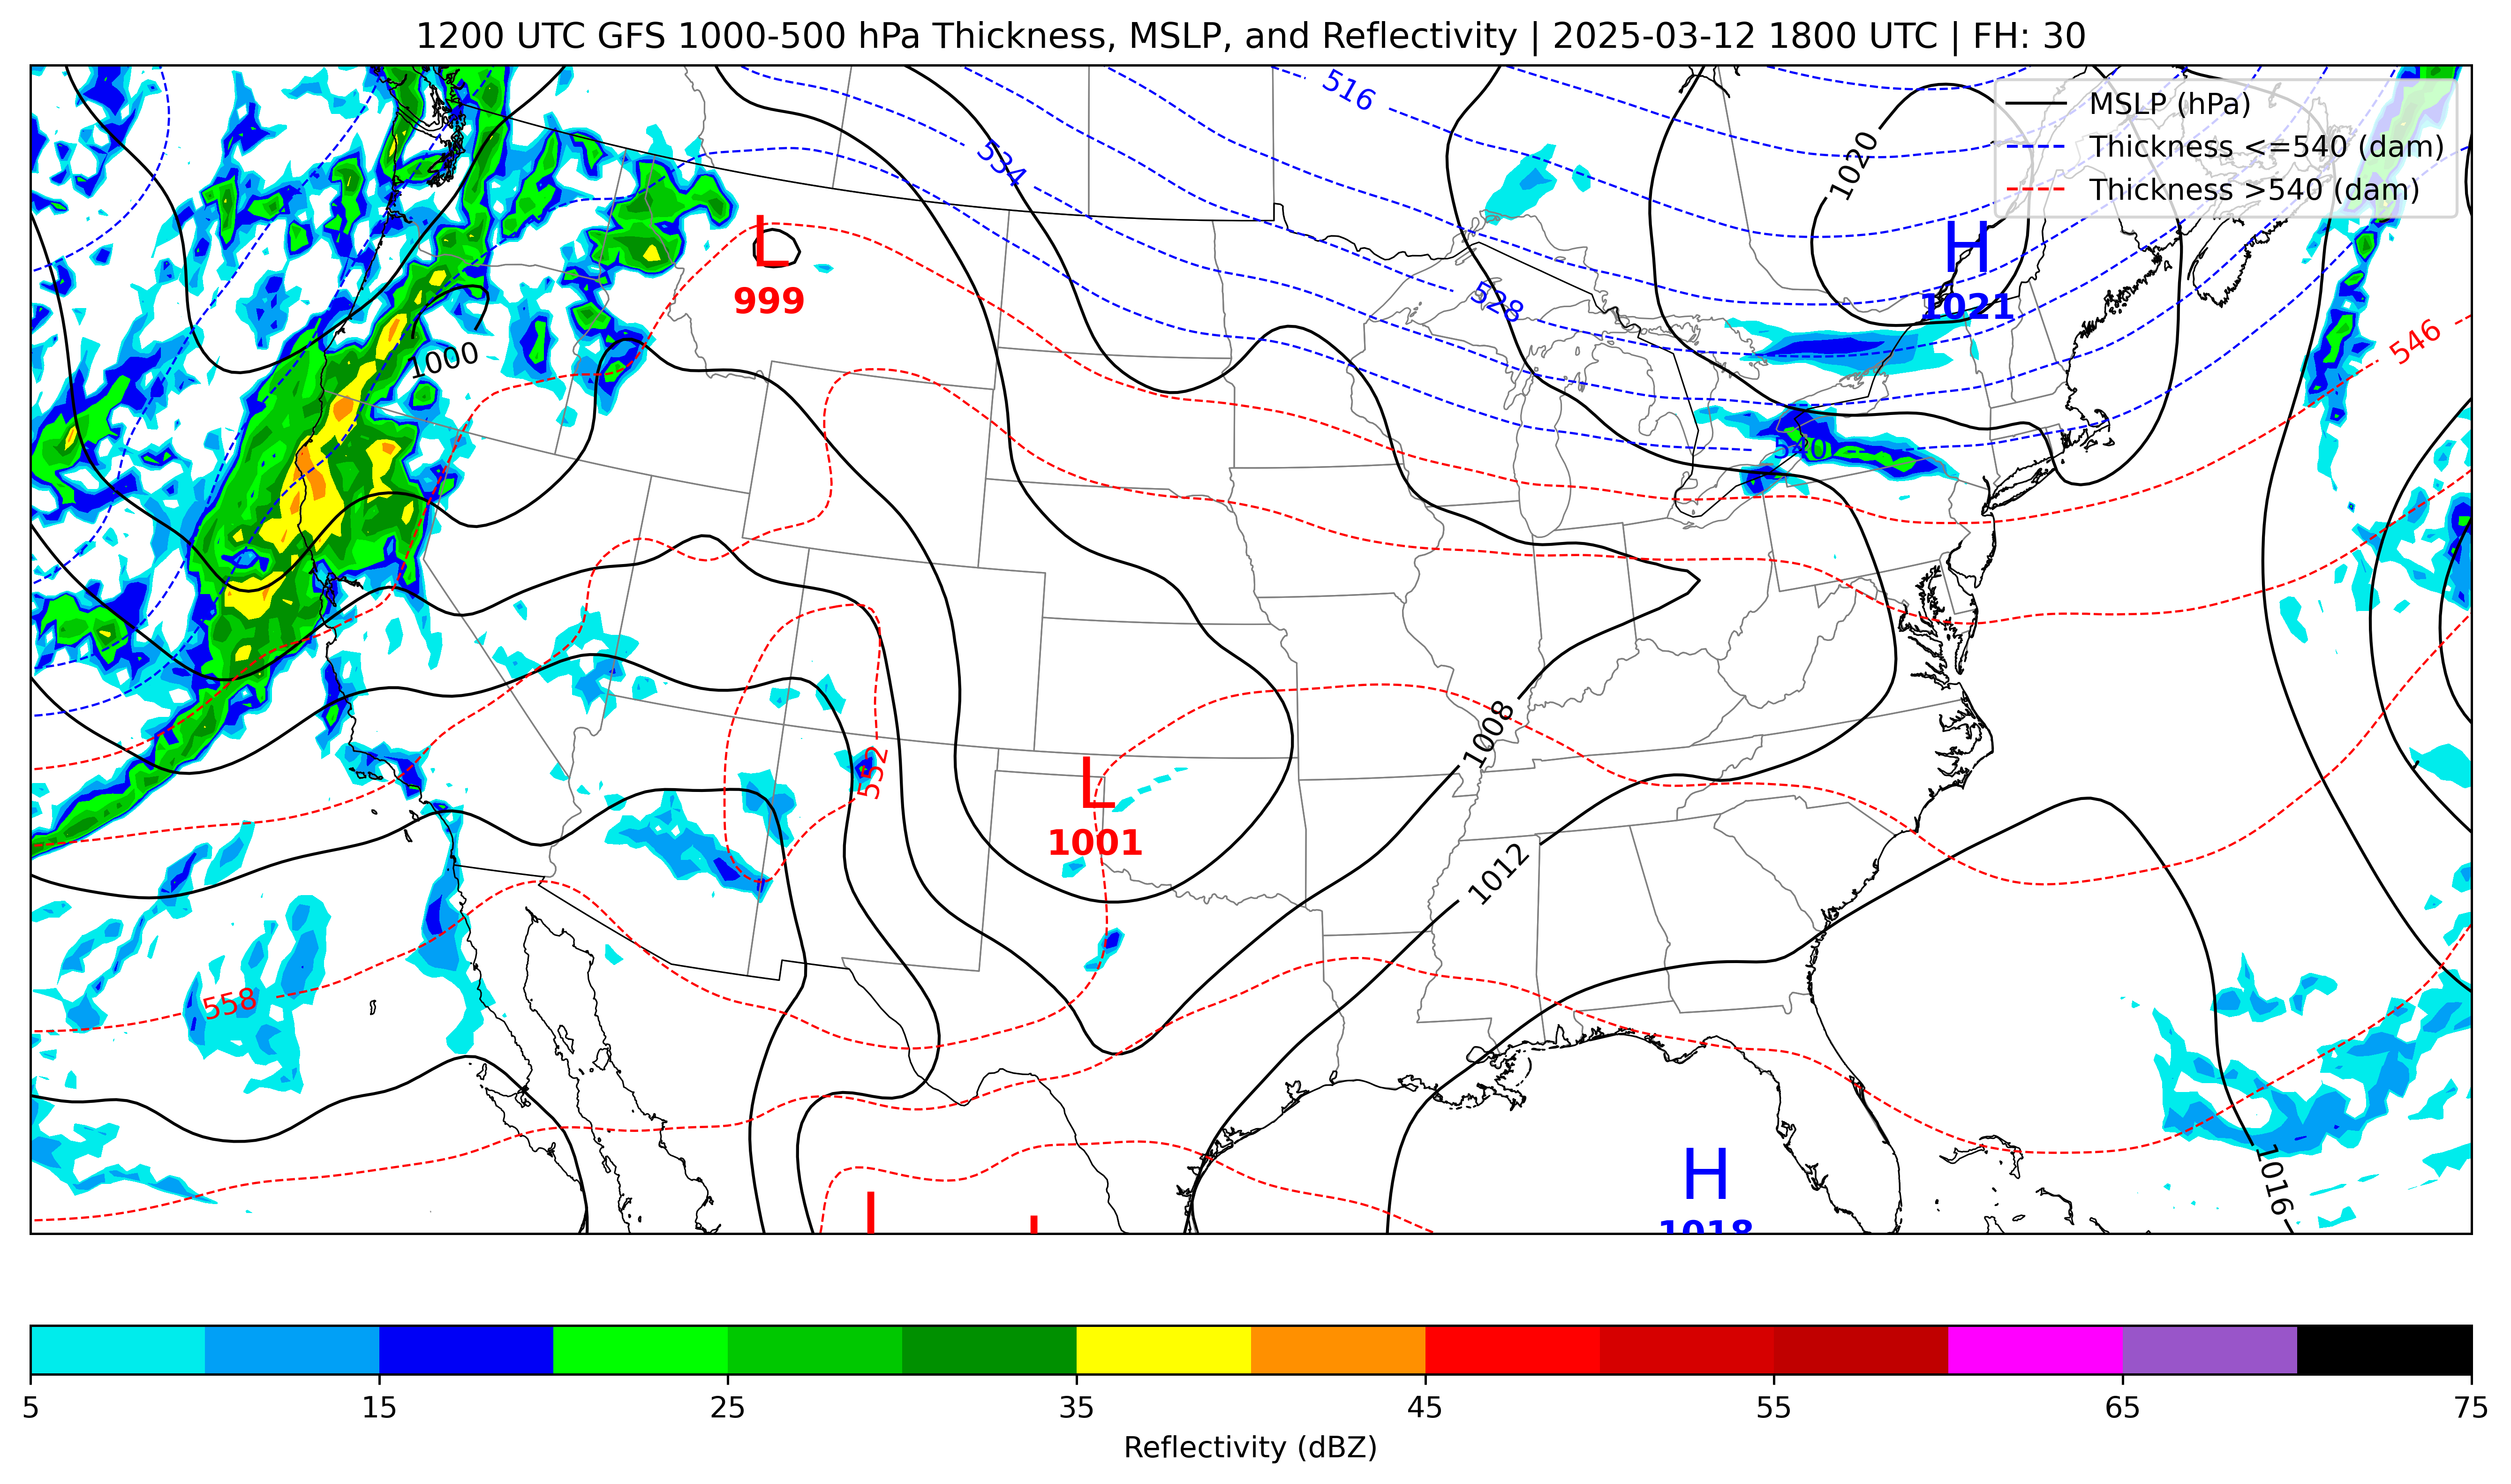 1200 UTC GFS 1000-500 hPa Thickness, MSLP, and Reflectivity | 2025-03-12 1800 UTC | FH: 30
MSLP (hPa)
Thickness <=540 (dam)
Thickness >540 (dam)
516
534
1020
528
H
1021
L
999
546
1000
540
552
1008
L
1001
1012
558
H
1018
1016
L
5
15
25
35
45
55
65
75
Reflectivity (dBZ)